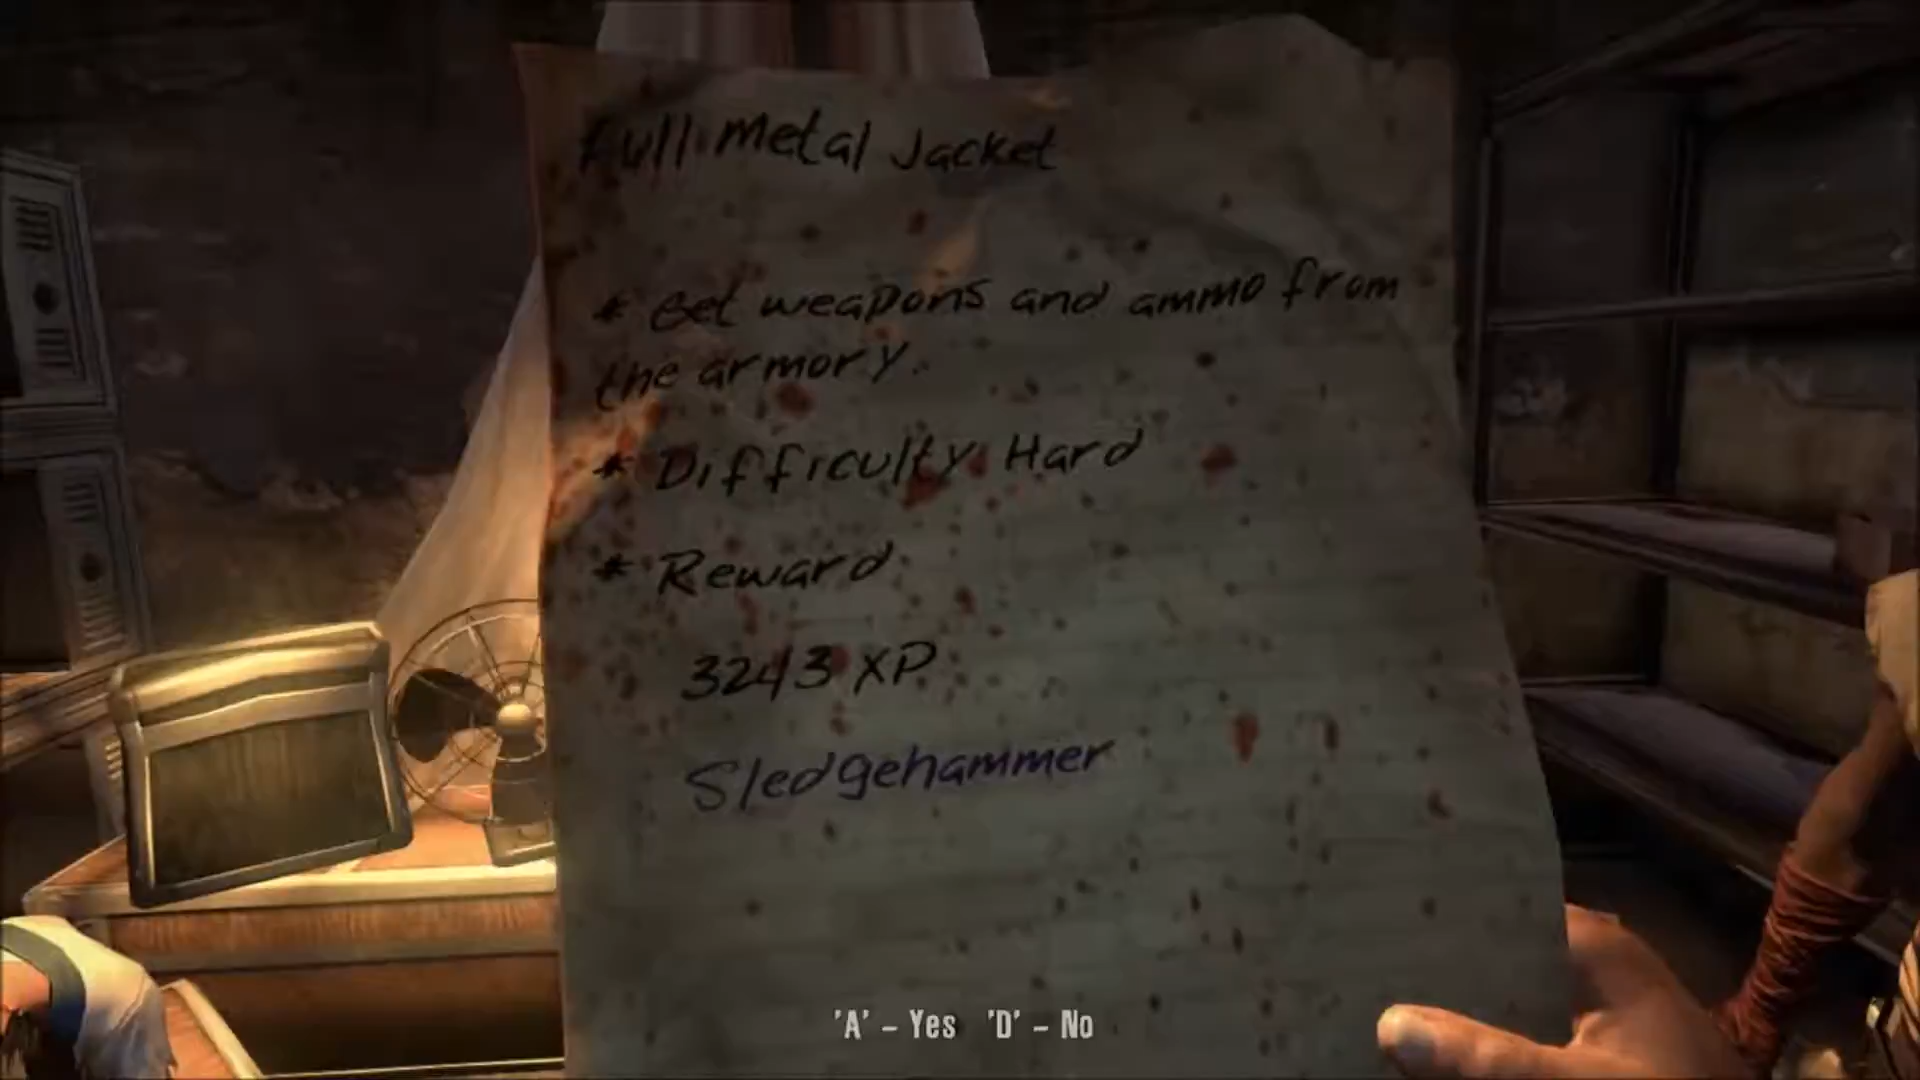 Full Metal Jacket
* Get weapons and ammo from
the armory.
* Difficulty Hard
* Reward
3243 XP
Sledgehammer
'A' - Yes 'D' - No